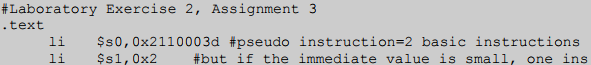 #Laboratory Exercise 2, Assignment 3
.text
li $s0,0x2110003d #pseudo instruction=2 basic instructions
li $s1,0x2 #but if the immediate value is small, one ins